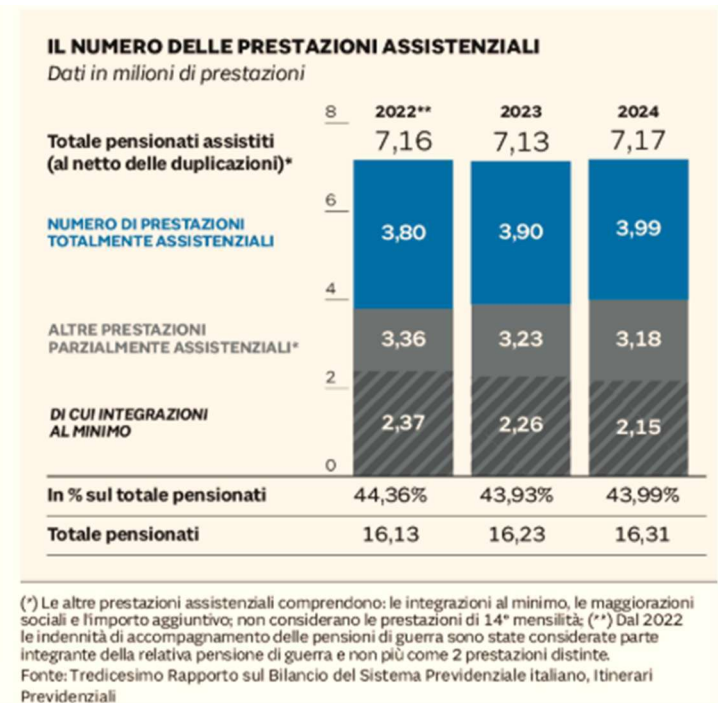 IL NUMERO DELLE PRESTAZIONI ASSISTENZIALI
Dati in milioni di prestazioni
8 2022** 2023 2024
Totale pensionati assistiti
(al netto delle duplicazioni)*
7,16 7,13 7,17
6
NUMERO DI PRESTAZIONI
TOTALMENTE ASSISTENZIALI
3,80 3,90 3,99
4
ALTRE PRESTAZIONI
PARZIALMENTE ASSISTENZIALI*
3,36 3,23 3,18
2
DI CUI INTEGRAZIONI
AL MINIMO
2,37 2,26 2,15
0
In % sul totale pensionati 44,36% 43,93% 43,99%
Totale pensionati 16,13 16,23 16,31
(*) Le altre prestazioni assistenziali comprendono: le integrazioni al minimo, le maggiorazioni
sociali e l'importo aggiuntivo; non considerano le prestazioni di 14ª mensilità; (**) Dal 2022
le indennità di accompagnamento delle pensioni di guerra sono state considerate parte
integrante della relativa pensione di guerra e non più come 2 prestazioni distinte.
Fonte: Tredicesimo Rapporto sul Bilancio del Sistema Previdenziale italiano, Itinerari
Previdenziali